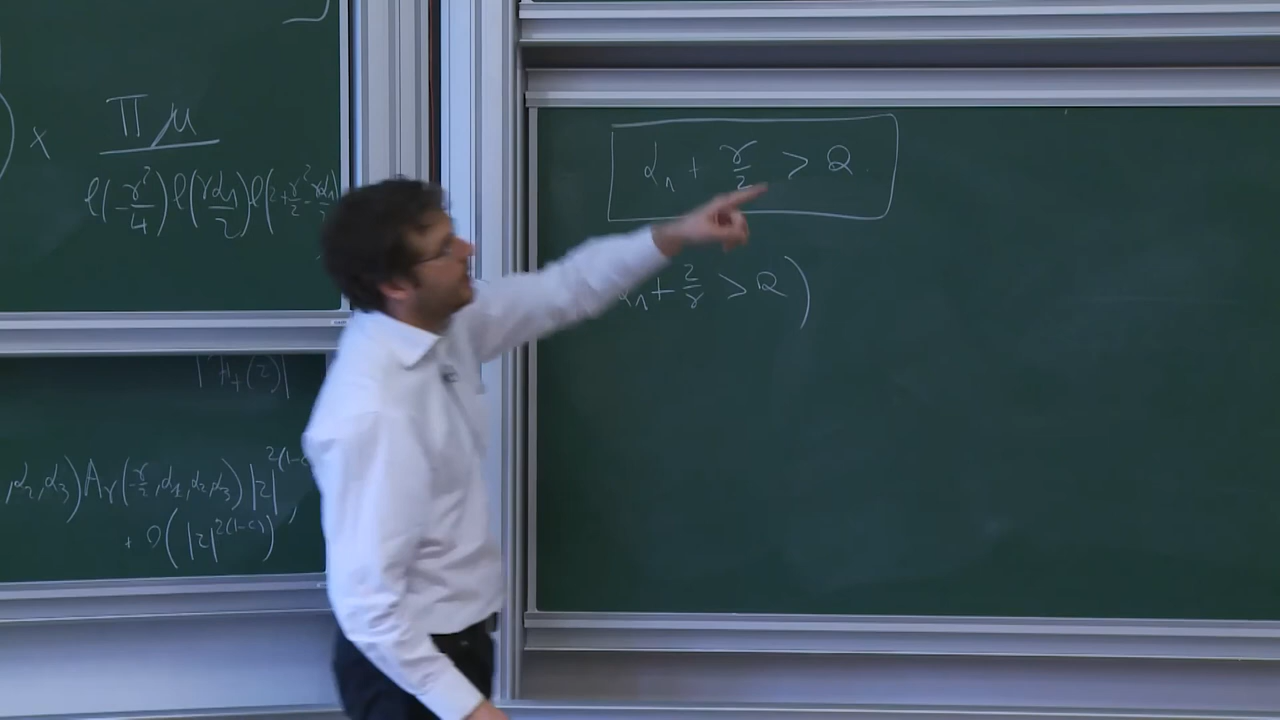 ) × πμ
l(-γ²/4) l(γα₁/2) l(2+γ²/2-γα₁/2
|F₊(z)|
,α₂,α₃) A_γ(-γ/2,α₁,α₂,α₃) |z|^{2(1-c)
+ O(|z|^{2(1-c)})
α₁ + γ/2 > Q
α₁ + 2/γ > Q )